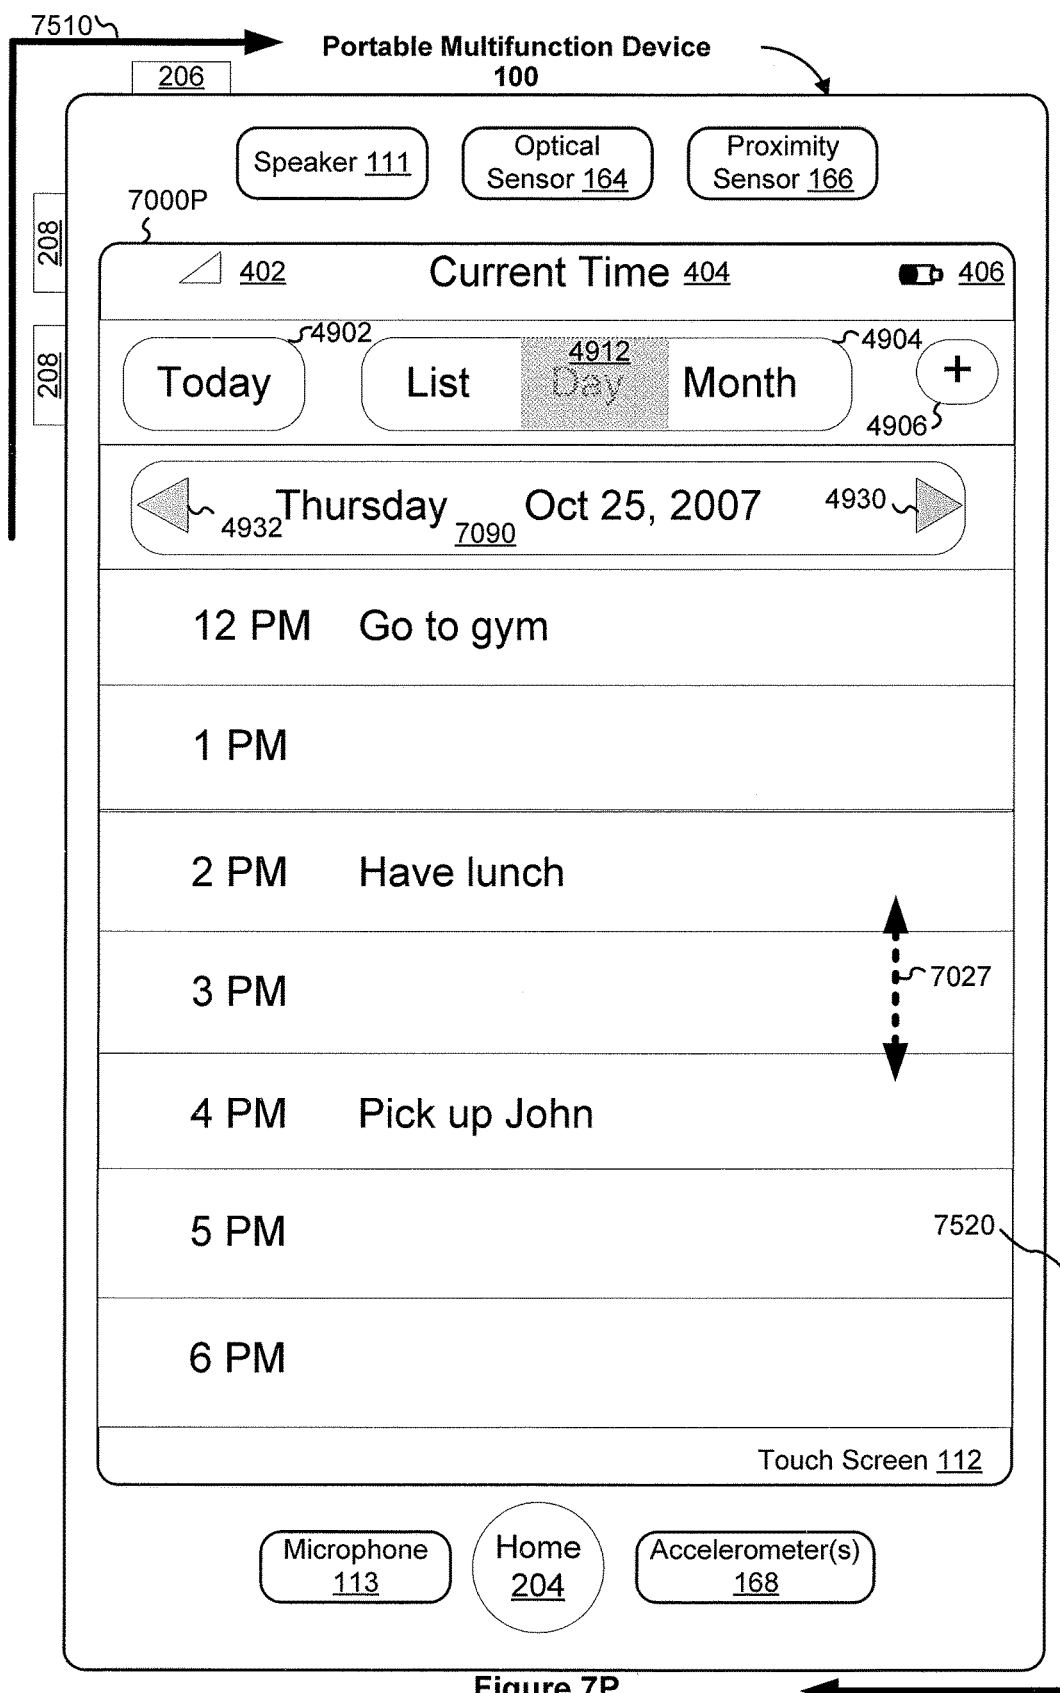 7510
Portable Multifunction Device
100
206
Speaker 111
Optical
Sensor 164
Proximity
Sensor 166
7000P
208
208
402
Current Time 404
406
4902
4904
Today
List
4912
Day
Month
+
4906
4932
Thursday
7090
Oct 25, 2007
4930
12 PM Go to gym
1 PM
2 PM Have lunch
3 PM
7027
4 PM Pick up John
5 PM
7520
6 PM
Touch Screen 112
Microphone
113
Home
204
Accelerometer(s)
168
Figure 7P